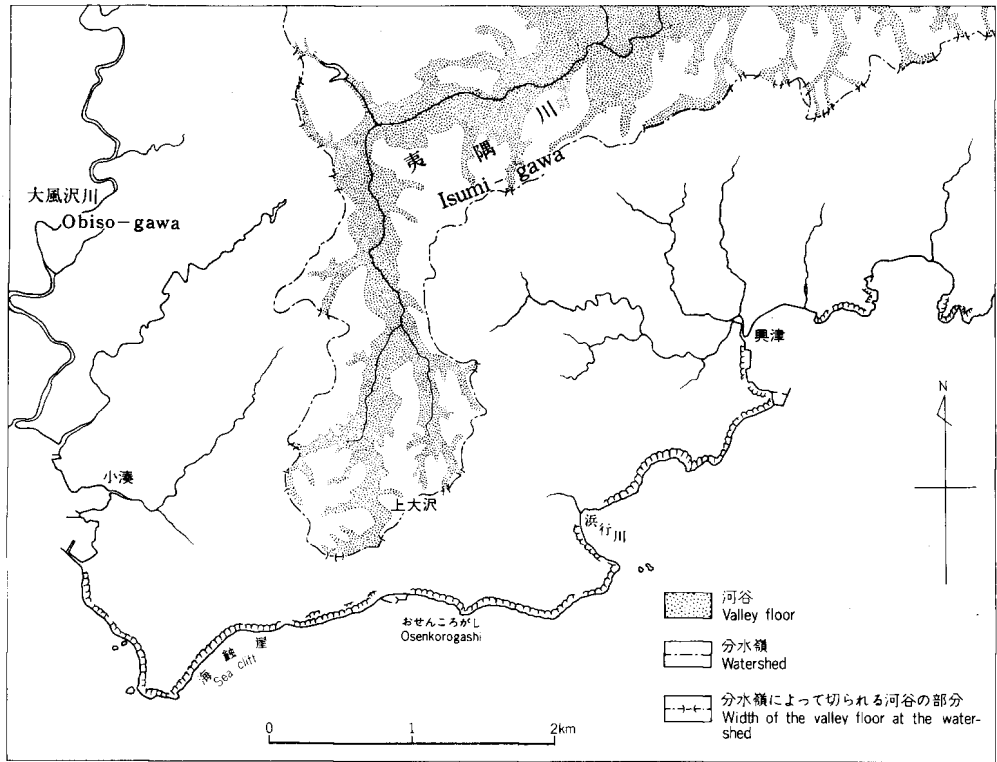 夷隅川
Isumi-gawa
大風沢川
Obiso-gawa
興津
N
小湊
上大沢
浜行川
おせんころがし
Osenkorogashi
海蝕崖
Sea cliff
河谷
Valley floor
分水嶺
Watershed
分水嶺によって切られる河谷の部分
Width of the valley floor at the water-
shed
0 1 2km